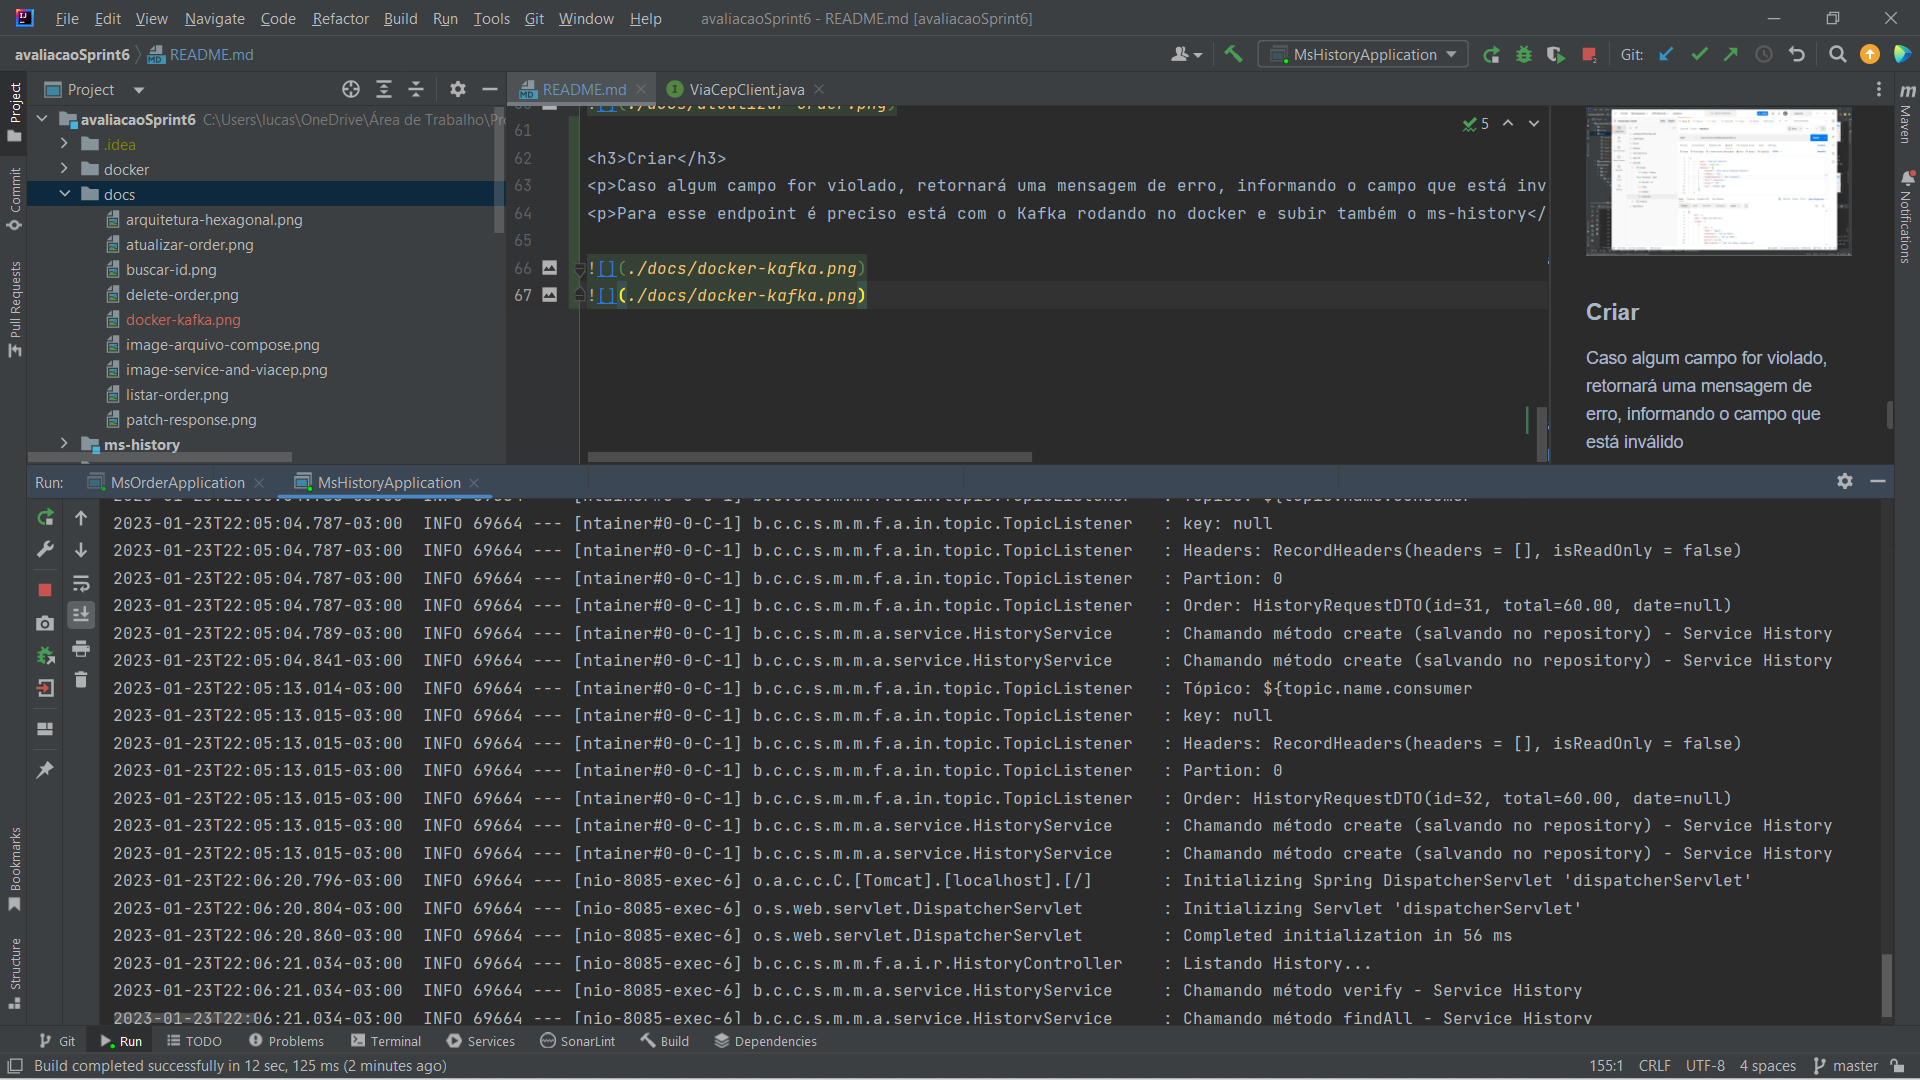 File Edit View Navigate Code Refactor Build Run Tools Git Window Help avaliacaoSprint6 - README.md [avaliacaoSprint6]
avaliacaoSprint6 README.md MsHistoryApplication Git:
Project README.md ViaCepClient.java
avaliacaoSprint6 C:\Users\lucas\OneDrive\Área de Trabalho\Pr
.idea
docker
docs
arquitetura-hexagonal.png
atualizar-order.png
buscar-id.png
delete-order.png
docker-kafka.png
image-arquivo-compose.png
image-service-and-viacep.png
listar-order.png
patch-response.png
ms-history
61
62 <h3>Criar</h3>
63 <p>Caso algum campo for violado, retornará uma mensagem de erro, informando o campo que está inv
64 <p>Para esse endpoint é preciso está com o Kafka rodando no docker e subir também o ms-history</
65
66 ![](./docs/docker-kafka.png)
67 ![](./docs/docker-kafka.png)
5
Criar
Caso algum campo for violado,
retornará uma mensagem de
erro, informando o campo que
está inválido
Project
Commit
Pull Requests
Bookmarks
Structure
Maven
Notifications
Run: MsOrderApplication MsHistoryApplication
2023-01-23T22:05:04.787-03:00 INFO 69664 --- [ntainer#0-0-C-1] b.c.c.s.m.m.f.a.in.topic.TopicListener : key: null
2023-01-23T22:05:04.787-03:00 INFO 69664 --- [ntainer#0-0-C-1] b.c.c.s.m.m.f.a.in.topic.TopicListener : Headers: RecordHeaders(headers = [], isReadOnly = false)
2023-01-23T22:05:04.787-03:00 INFO 69664 --- [ntainer#0-0-C-1] b.c.c.s.m.m.f.a.in.topic.TopicListener : Partion: 0
2023-01-23T22:05:04.787-03:00 INFO 69664 --- [ntainer#0-0-C-1] b.c.c.s.m.m.f.a.in.topic.TopicListener : Order: HistoryRequestDTO(id=31, total=60.00, date=null)
2023-01-23T22:05:04.789-03:00 INFO 69664 --- [ntainer#0-0-C-1] b.c.c.s.m.m.a.service.HistoryService : Chamando método create (salvando no repository) - Service History
2023-01-23T22:05:04.841-03:00 INFO 69664 --- [ntainer#0-0-C-1] b.c.c.s.m.m.a.service.HistoryService : Chamando método create (salvando no repository) - Service History
2023-01-23T22:05:13.014-03:00 INFO 69664 --- [ntainer#0-0-C-1] b.c.c.s.m.m.f.a.in.topic.TopicListener : Tópico: ${topic.name.consumer
2023-01-23T22:05:13.015-03:00 INFO 69664 --- [ntainer#0-0-C-1] b.c.c.s.m.m.f.a.in.topic.TopicListener : key: null
2023-01-23T22:05:13.015-03:00 INFO 69664 --- [ntainer#0-0-C-1] b.c.c.s.m.m.f.a.in.topic.TopicListener : Headers: RecordHeaders(headers = [], isReadOnly = false)
2023-01-23T22:05:13.015-03:00 INFO 69664 --- [ntainer#0-0-C-1] b.c.c.s.m.m.f.a.in.topic.TopicListener : Partion: 0
2023-01-23T22:05:13.015-03:00 INFO 69664 --- [ntainer#0-0-C-1] b.c.c.s.m.m.f.a.in.topic.TopicListener : Order: HistoryRequestDTO(id=32, total=60.00, date=null)
2023-01-23T22:05:13.015-03:00 INFO 69664 --- [ntainer#0-0-C-1] b.c.c.s.m.m.a.service.HistoryService : Chamando método create (salvando no repository) - Service History
2023-01-23T22:05:13.015-03:00 INFO 69664 --- [ntainer#0-0-C-1] b.c.c.s.m.m.a.service.HistoryService : Chamando método create (salvando no repository) - Service History
2023-01-23T22:06:20.796-03:00 INFO 69664 --- [nio-8085-exec-6] o.a.c.c.C.[Tomcat].[localhost].[/] : Initializing Spring DispatcherServlet 'dispatcherServlet'
2023-01-23T22:06:20.804-03:00 INFO 69664 --- [nio-8085-exec-6] o.s.web.servlet.DispatcherServlet : Initializing Servlet 'dispatcherServlet'
2023-01-23T22:06:20.860-03:00 INFO 69664 --- [nio-8085-exec-6] o.s.web.servlet.DispatcherServlet : Completed initialization in 56 ms
2023-01-23T22:06:21.034-03:00 INFO 69664 --- [nio-8085-exec-6] b.c.c.s.m.m.f.a.i.r.HistoryController : Listando History...
2023-01-23T22:06:21.034-03:00 INFO 69664 --- [nio-8085-exec-6] b.c.c.s.m.m.a.service.HistoryService : Chamando método verify - Service History
2023-01-23T22:06:21.034-03:00 INFO 69664 --- [nio-8085-exec-6] b.c.c.s.m.m.a.service.HistoryService : Chamando método findAll - Service History
Git Run TODO Problems Terminal Services SonarLint Build Dependencies
Build completed successfully in 12 sec, 125 ms (2 minutes ago) 155:1 CRLF UTF-8 4 spaces master